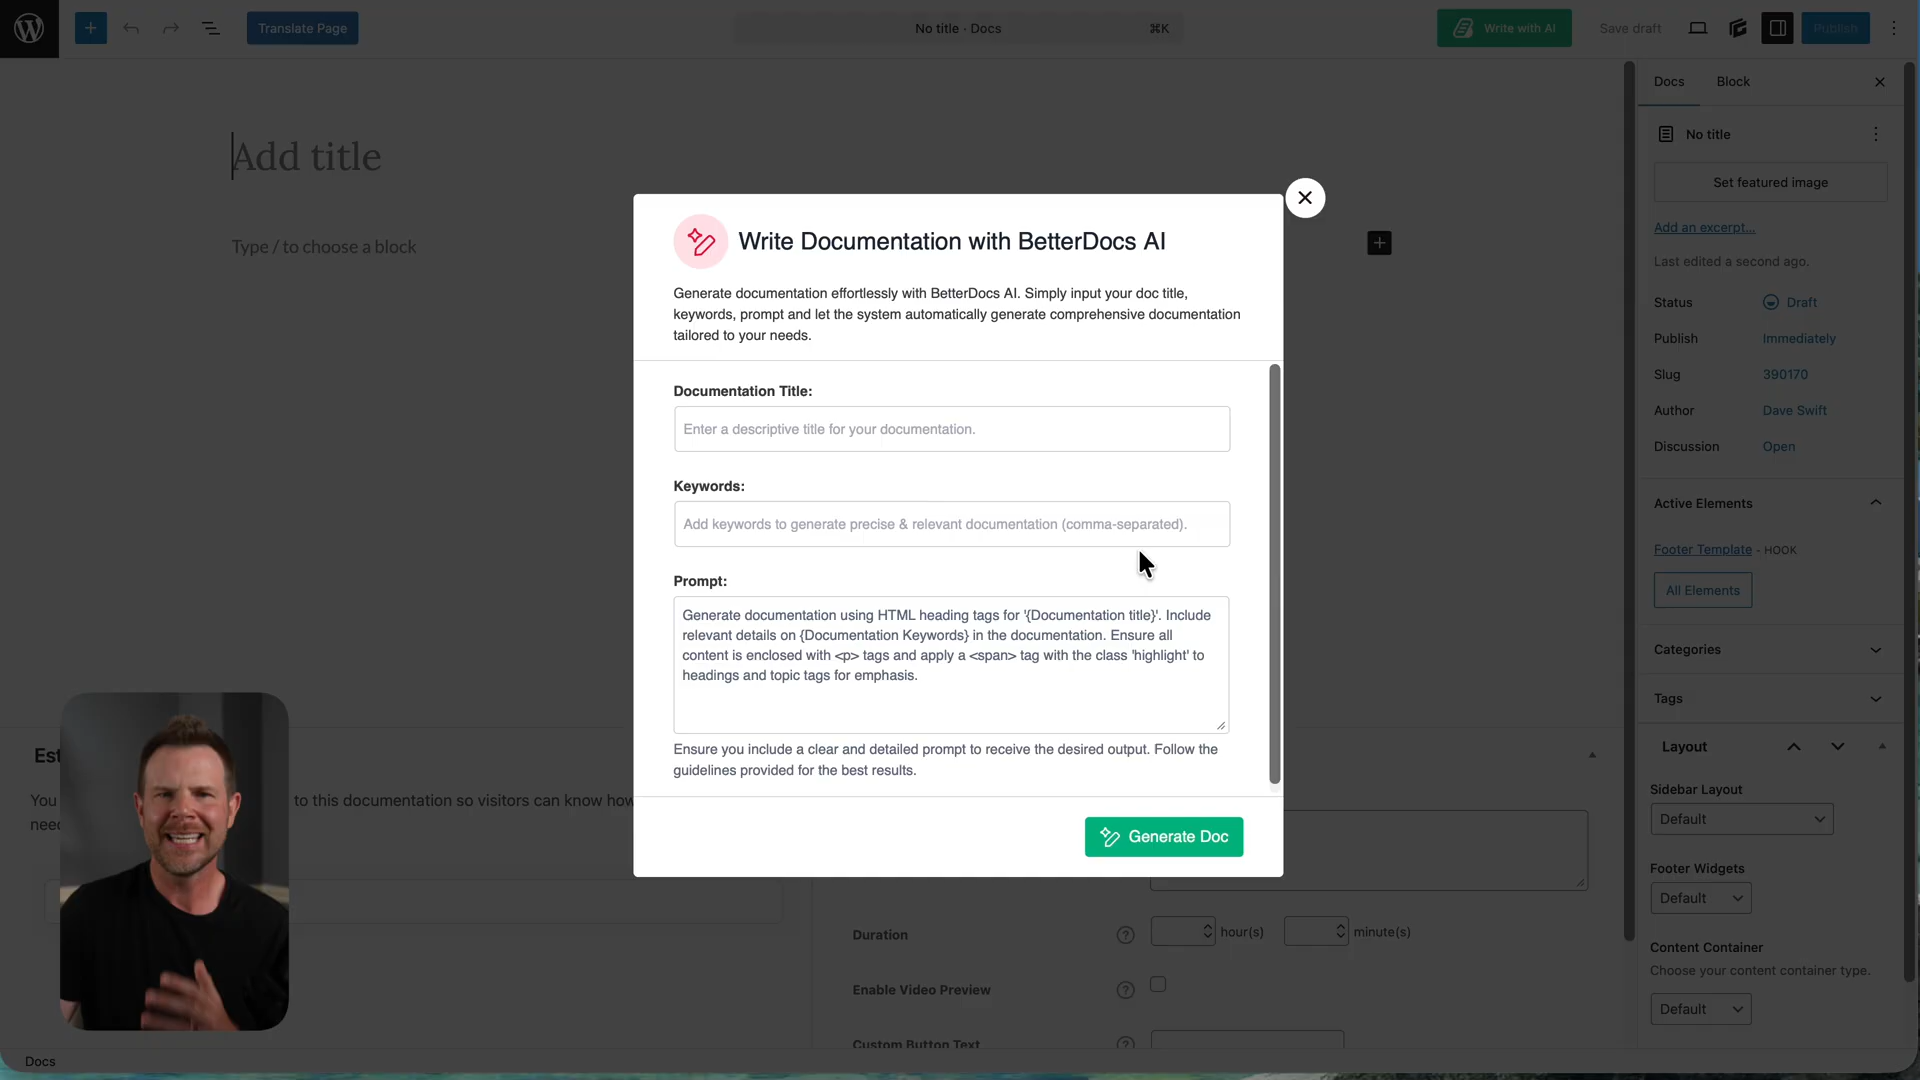 Translate Page
No title · Docs
⌘K
Write with AI
Save draft
Publish
Docs
Block
Add title
No title
Set featured image
Type / to choose a block
Add an excerpt...
Last edited a second ago.
Status
Draft
Publish
Immediately
Slug
390170
Author
Dave Swift
Discussion
Open
Active Elements
Footer Template - HOOK
All Elements
Categories
Tags
Layout
Sidebar Layout
Default
Footer Widgets
Default
Content Container
Choose your content container type.
Default
Write Documentation with BetterDocs AI
Generate documentation effortlessly with BetterDocs AI. Simply input your doc title,
keywords, prompt and let the system automatically generate comprehensive documentation
tailored to your needs.
Documentation Title:
Enter a descriptive title for your documentation.
Keywords:
Add keywords to generate precise & relevant documentation (comma-separated).
Prompt:
Generate documentation using HTML heading tags for '{Documentation title}'. Include
relevant details on {Documentation Keywords} in the documentation. Ensure all
content is enclosed with <p> tags and apply a <span> tag with the class 'highlight' to
headings and topic tags for emphasis.
Ensure you include a clear and detailed prompt to receive the desired output. Follow the
guidelines provided for the best results.
Generate Doc
Est
You
to this documentation so visitors can know how
Duration
hour(s)
minute(s)
Enable Video Preview
Custom Button Text
Docs